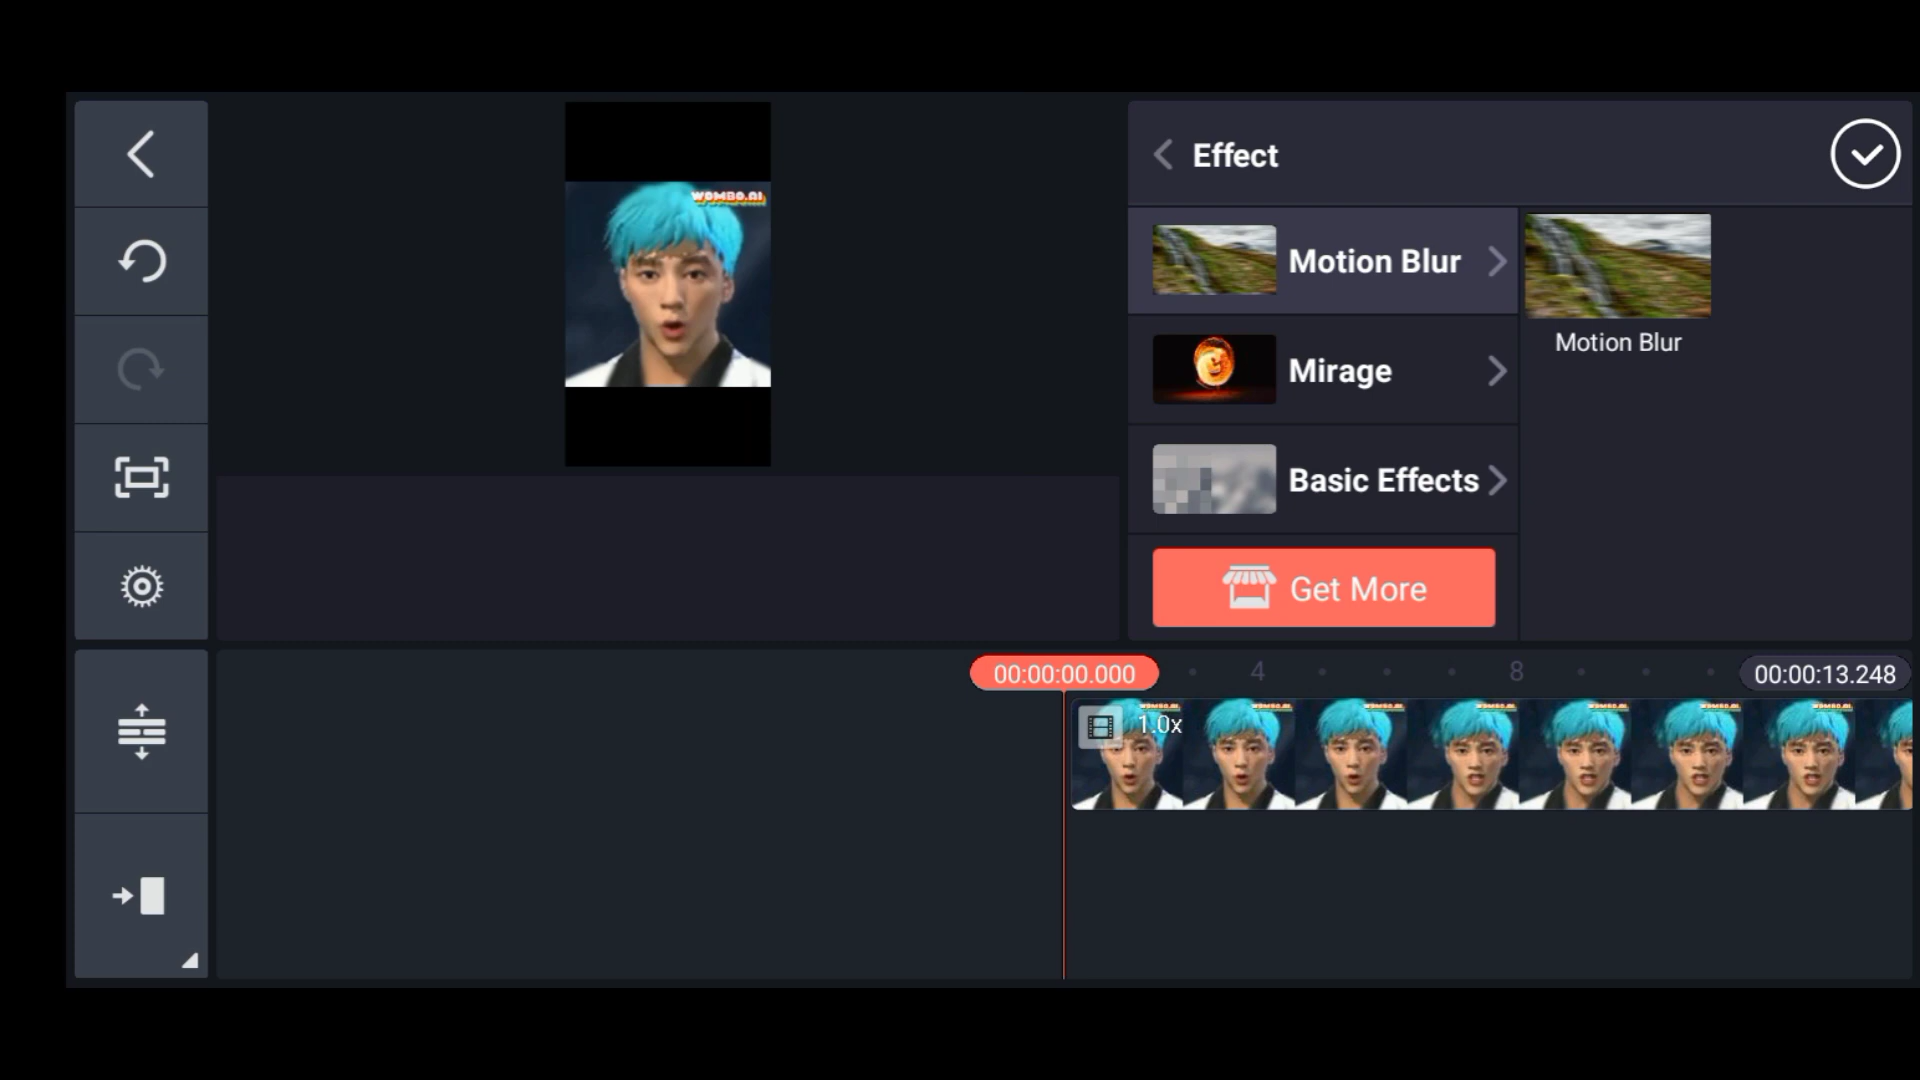 WOMBO.AI
Effect
Motion Blur
Motion Blur
Mirage
Basic Effects
Get More
00:00:00.000
4
8
00:00:13.248
1.0x